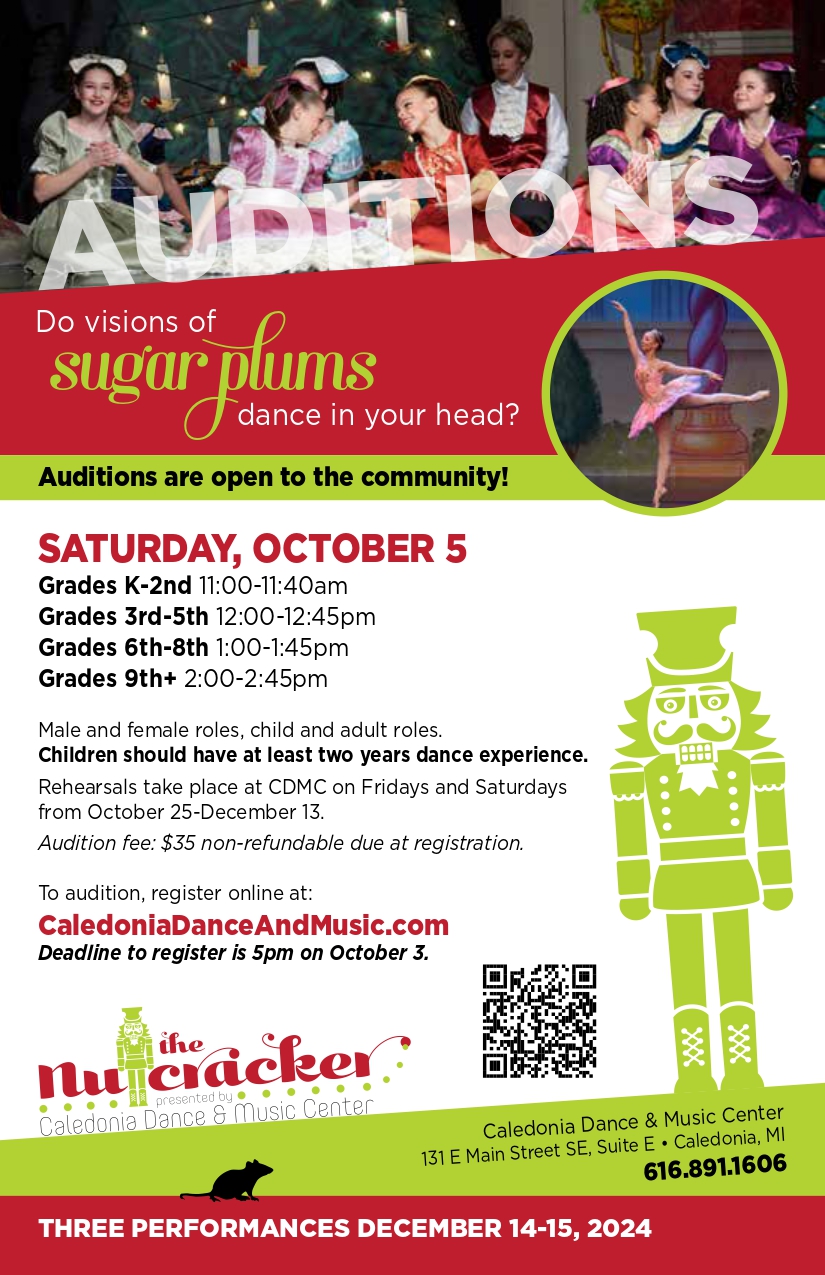 AUDITIONS
Do visions of
sugar plums
dance in your head?
Auditions are open to the community!
SATURDAY, OCTOBER 5
Grades K-2nd 11:00-11:40am
Grades 3rd-5th 12:00-12:45pm
Grades 6th-8th 1:00-1:45pm
Grades 9th+ 2:00-2:45pm
Male and female roles, child and adult roles.
Children should have at least two years dance experience.
Rehearsals take place at CDMC on Fridays and Saturdays
from October 25-December 13.
Audition fee: $35 non-refundable due at registration.
To audition, register online at:
CaledoniaDanceAndMusic.com
Deadline to register is 5pm on October 3.
the
nutcracker
presented by
Caledonia Dance & Music Center
Caledonia Dance & Music Center
131 E Main Street SE, Suite E • Caledonia, MI
616.891.1606
THREE PERFORMANCES DECEMBER 14-15, 2024